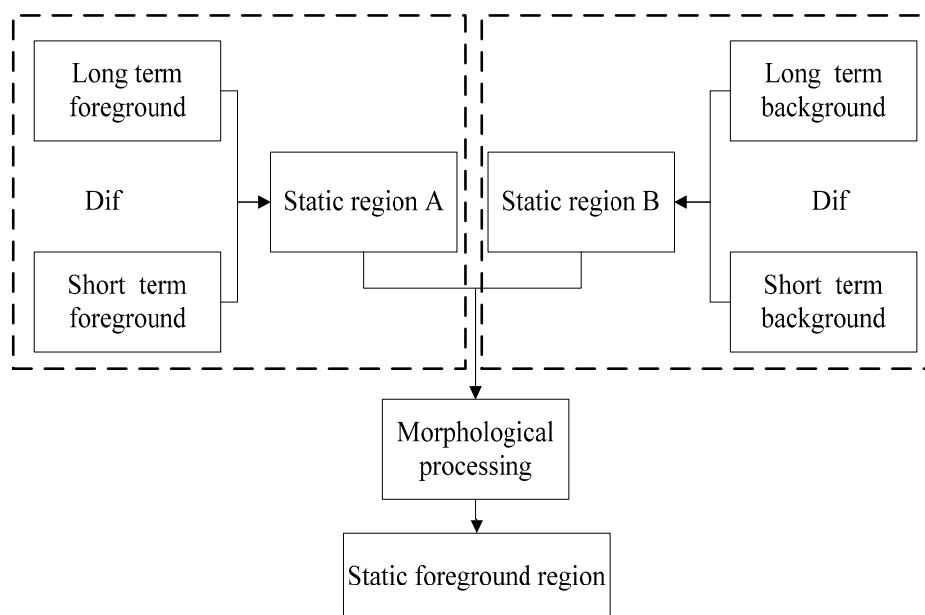 Long term
foreground
Dif
Short term
foreground
Static region A
Long term
background
Dif
Short term
background
Static region B
Morphological
processing
Static foreground region